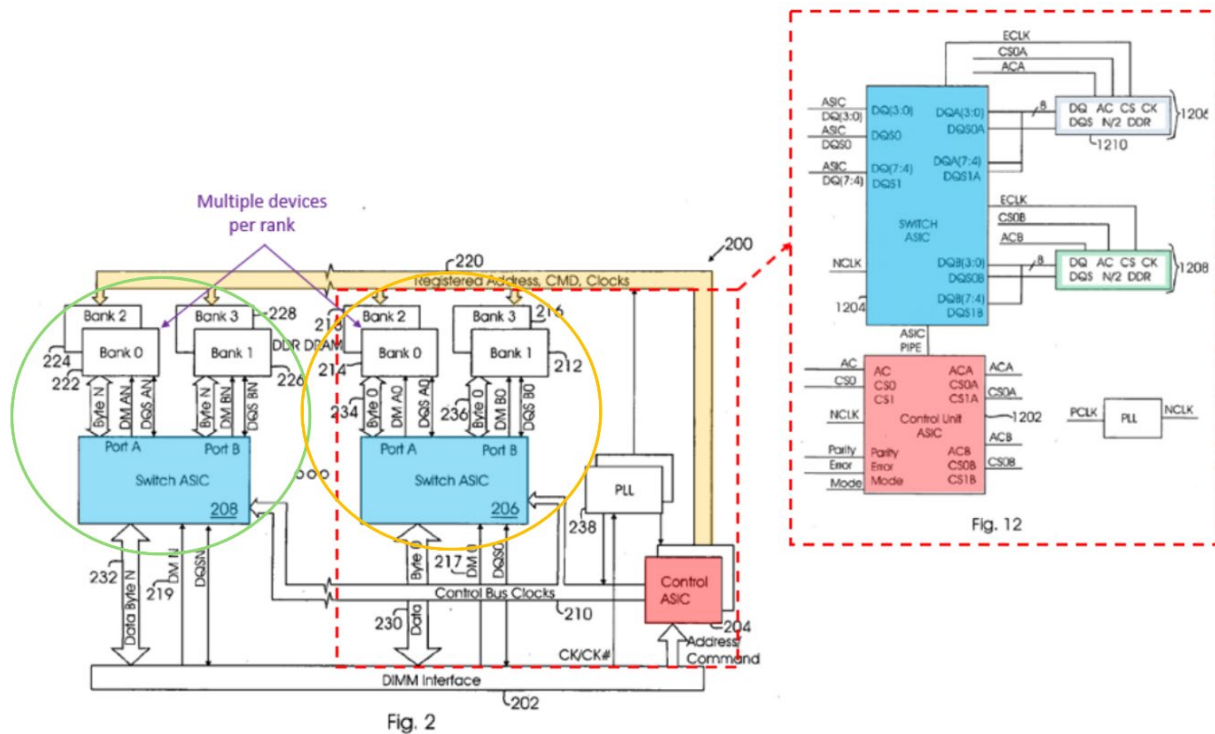 Multiple devices
per rank
200
220
Registered Address, CMD, Clocks
Bank 2
228
Bank 3
218
Bank 2
216
Bank 3
Bank 0
Bank 1
DDR DRAM
Bank 0
Bank 1
224
222
226
214
212
Byte N
DM AN
DQS AN
Byte N
DM BN
DQS BN
234
Byte 0
DM A0
DQS A0
236
Byte 0
DM B0
DQS B0
Port A
Port B
Port A
Port B
Switch ASIC
Switch ASIC
208
206
PLL
238
232
Data Byte N
219
DM N
DQSN
230
Data
Byte 0
217
DM 0
DQS0
Control Bus Clocks
210
Control
ASIC
204
Address
Command
CK/CK#
DIMM Interface
202
Fig. 2
ECLK
CS0A
ACA
ASIC
DQ(3:0)
ASIC
DQS0
ASIC
DQ(7:4)
DQ(3:0)
DQS0
DQ(7:4)
DQS1
DQA(3:0)
DQS0A
DQA(7:4)
DQS1A
8
DQ AC CS CK
DQS N/2 DDR
1206
1210
SWITCH
ASIC
ECLK
CS0B
ACB
NCLK
DQB(3:0)
DQS0B
DQB(7:4)
DQS1B
8
DQ AC CS CK
DQS N/2 DDR
1208
1204
ASIC
PIPE
AC
CS0
NCLK
Parity
Error
Mode
AC
CS0
CS1
ACA
CS0A
CS1A
Control Unit
ASIC
Parity
Error
Mode
ACB
CS0B
CS1B
ACA
CS0A
1202
ACB
CS0B
PCLK
PLL
NCLK
Fig. 12